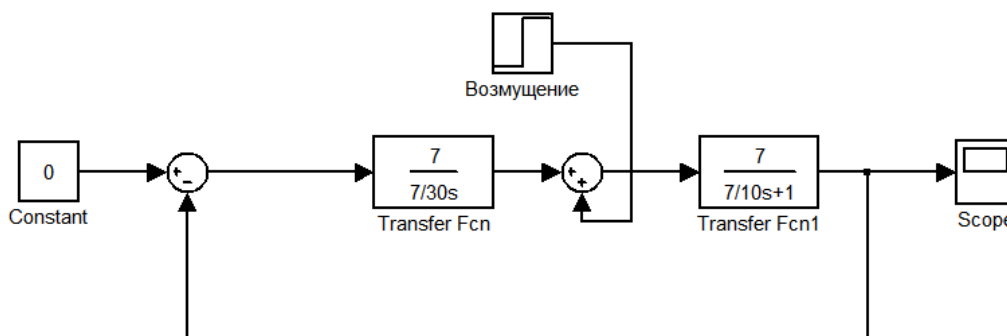 Возмущение
0
Constant
7
7/30s
Transfer Fcn
7
7/10s+1
Transfer Fcn1
Scope